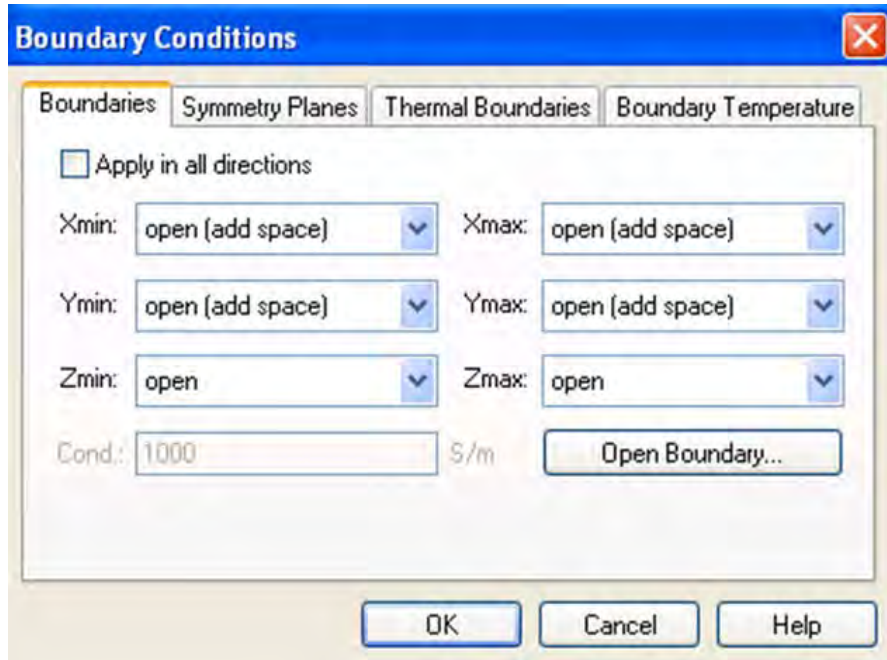 Boundary Conditions
Boundaries Symmetry Planes Thermal Boundaries Boundary Temperature
Apply in all directions
Xmin: open (add space) Xmax: open (add space)
Ymin: open (add space) Ymax: open (add space)
Zmin: open Zmax: open
Cond.: 1000 S/m Open Boundary...
OK Cancel Help